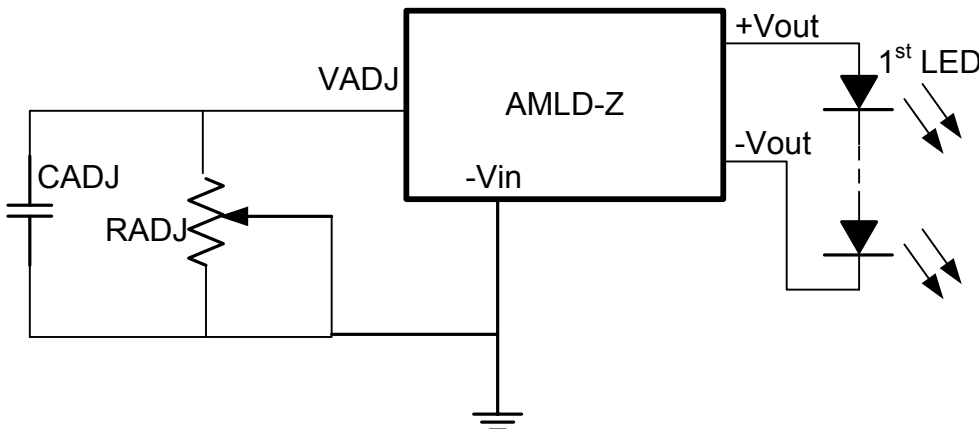 +Vout
1st LED
VADJ
AMLD-Z
-Vout
CADJ
-Vin
RADJ